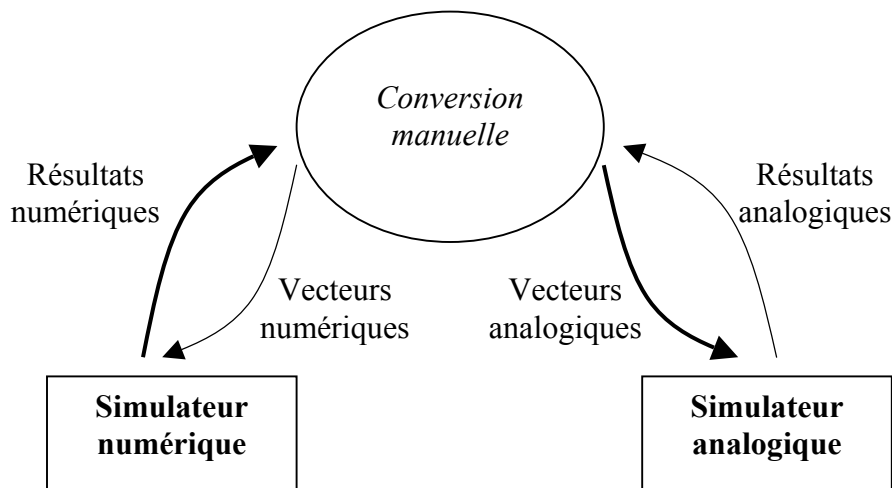 Conversion
manuelle
Résultats
numériques
Résultats
analogiques
Vecteurs
numériques
Vecteurs
analogiques
Simulateur
numérique
Simulateur
analogique